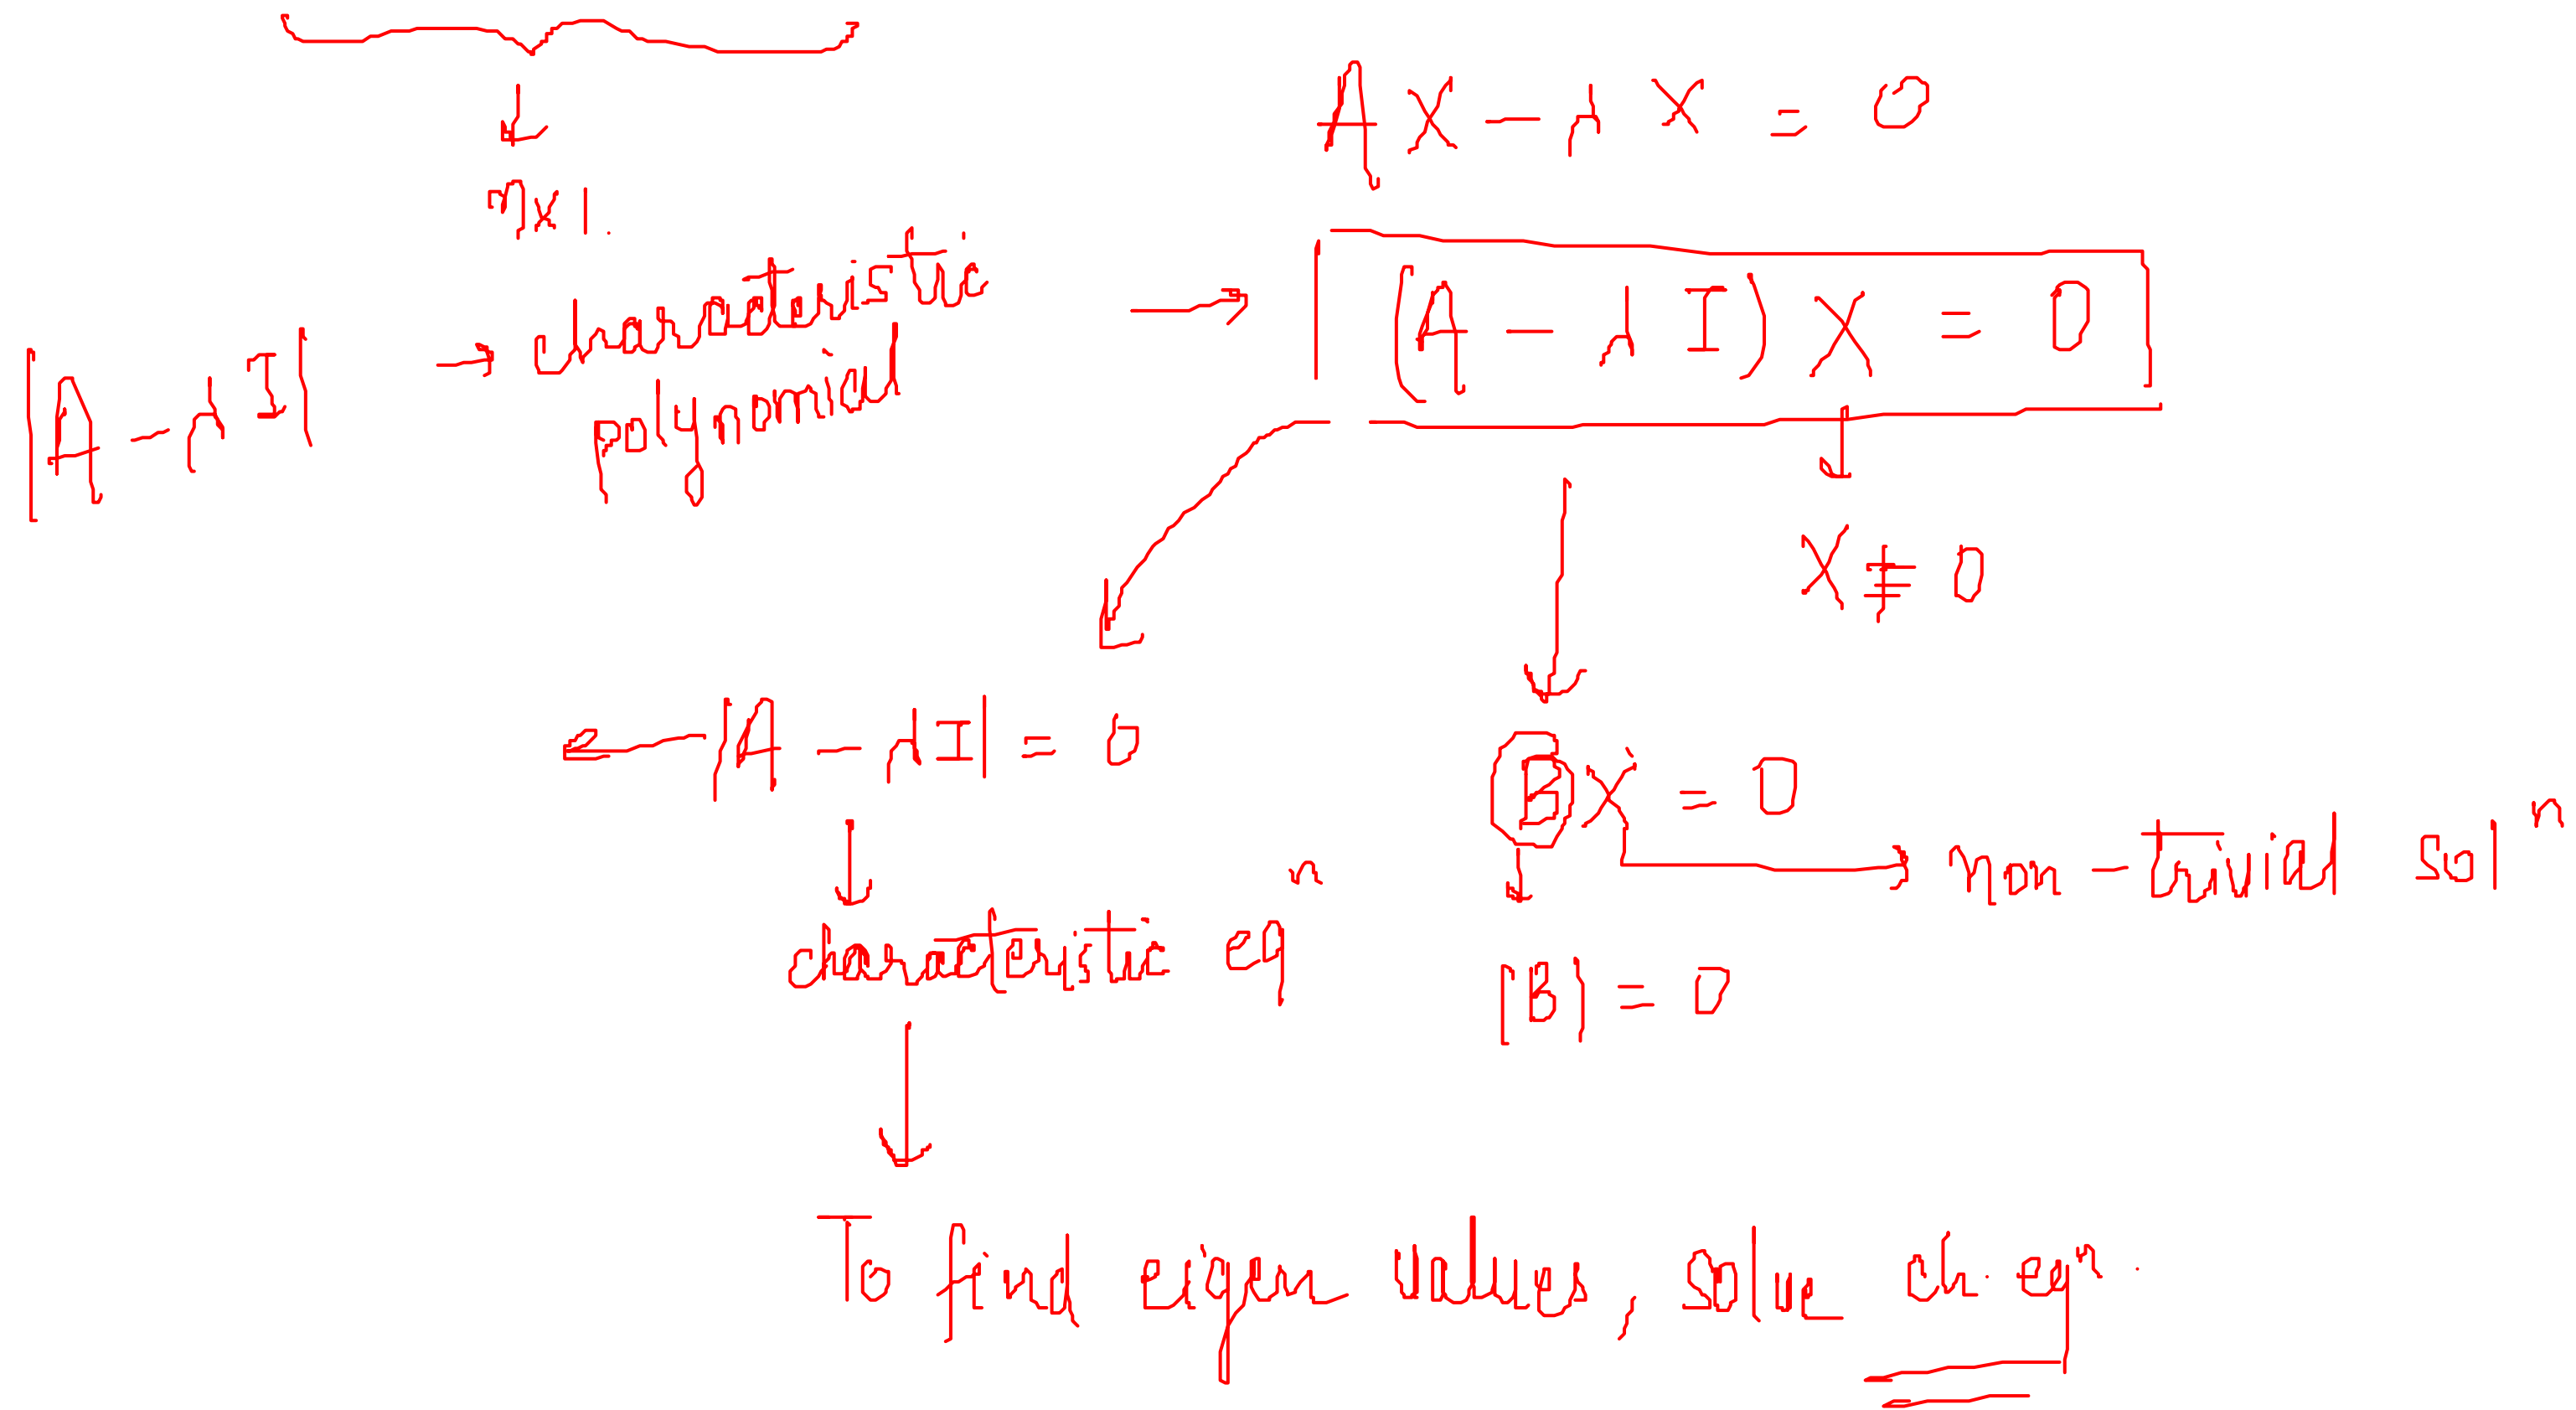 AX - λX = 0
n×1.
|A - λI| → characteristic polynomial
→ (A - λI) X = 0
X ≠ 0
← |A - λI| = 0
BX = 0 → non-trivial solⁿ
characteristic eqⁿ
|B| = 0
To find eigen values, solve ch. eqⁿ.